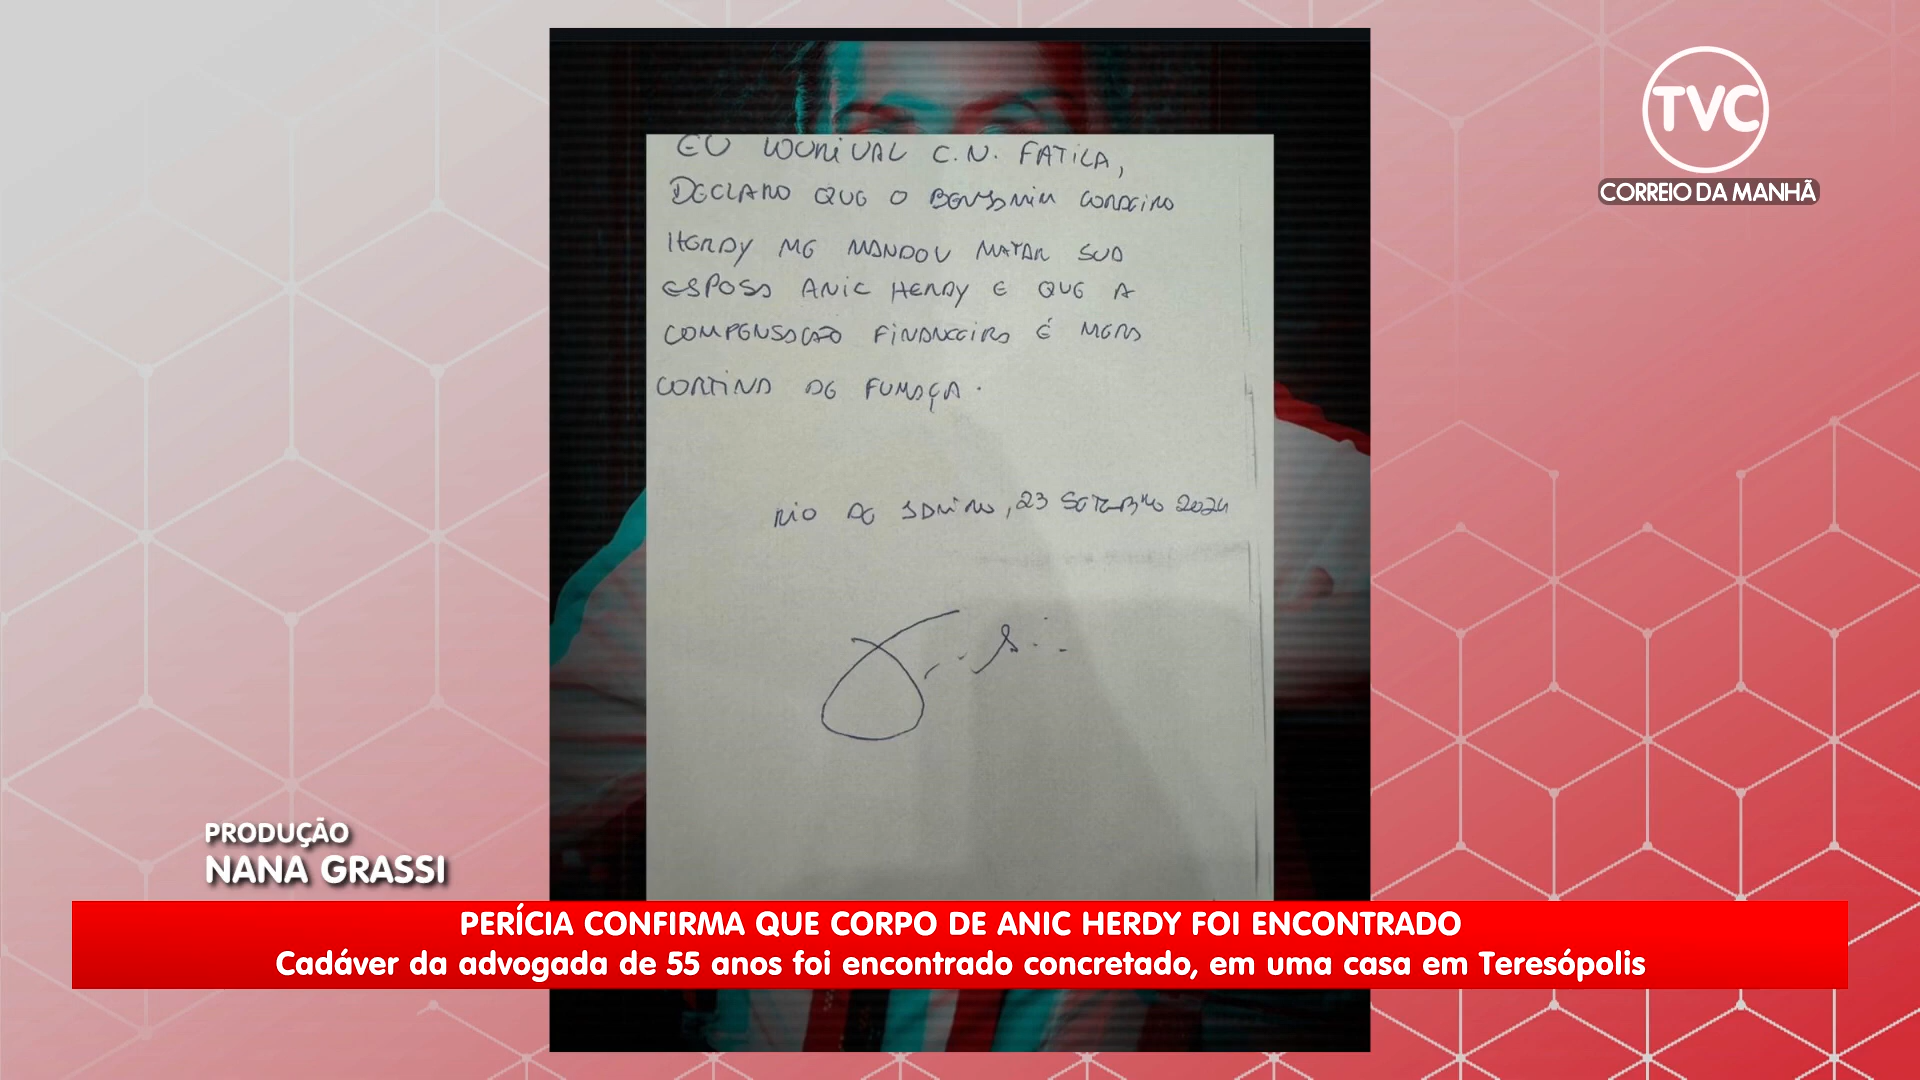 TVC
CORREIO DA MANHÃ
EU LOURIVAL C.N. FATICA,
DECLARO QUE O BENJAMIM CORDEIRO
HERDY ME MANDOU MATAR SUA
ESPOSA ANIC HERDY E QUE A
COMPENSAÇÃO FINANCEIRA É MERA
CORTINA DE FUMAÇA.
RIO DE JANEIRO, 23 SETEMBRO 2024
PRODUÇÃO
NANA GRASSI
PERÍCIA CONFIRMA QUE CORPO DE ANIC HERDY FOI ENCONTRADO
Cadáver da advogada de 55 anos foi encontrado concretado, em uma casa em Teresópolis